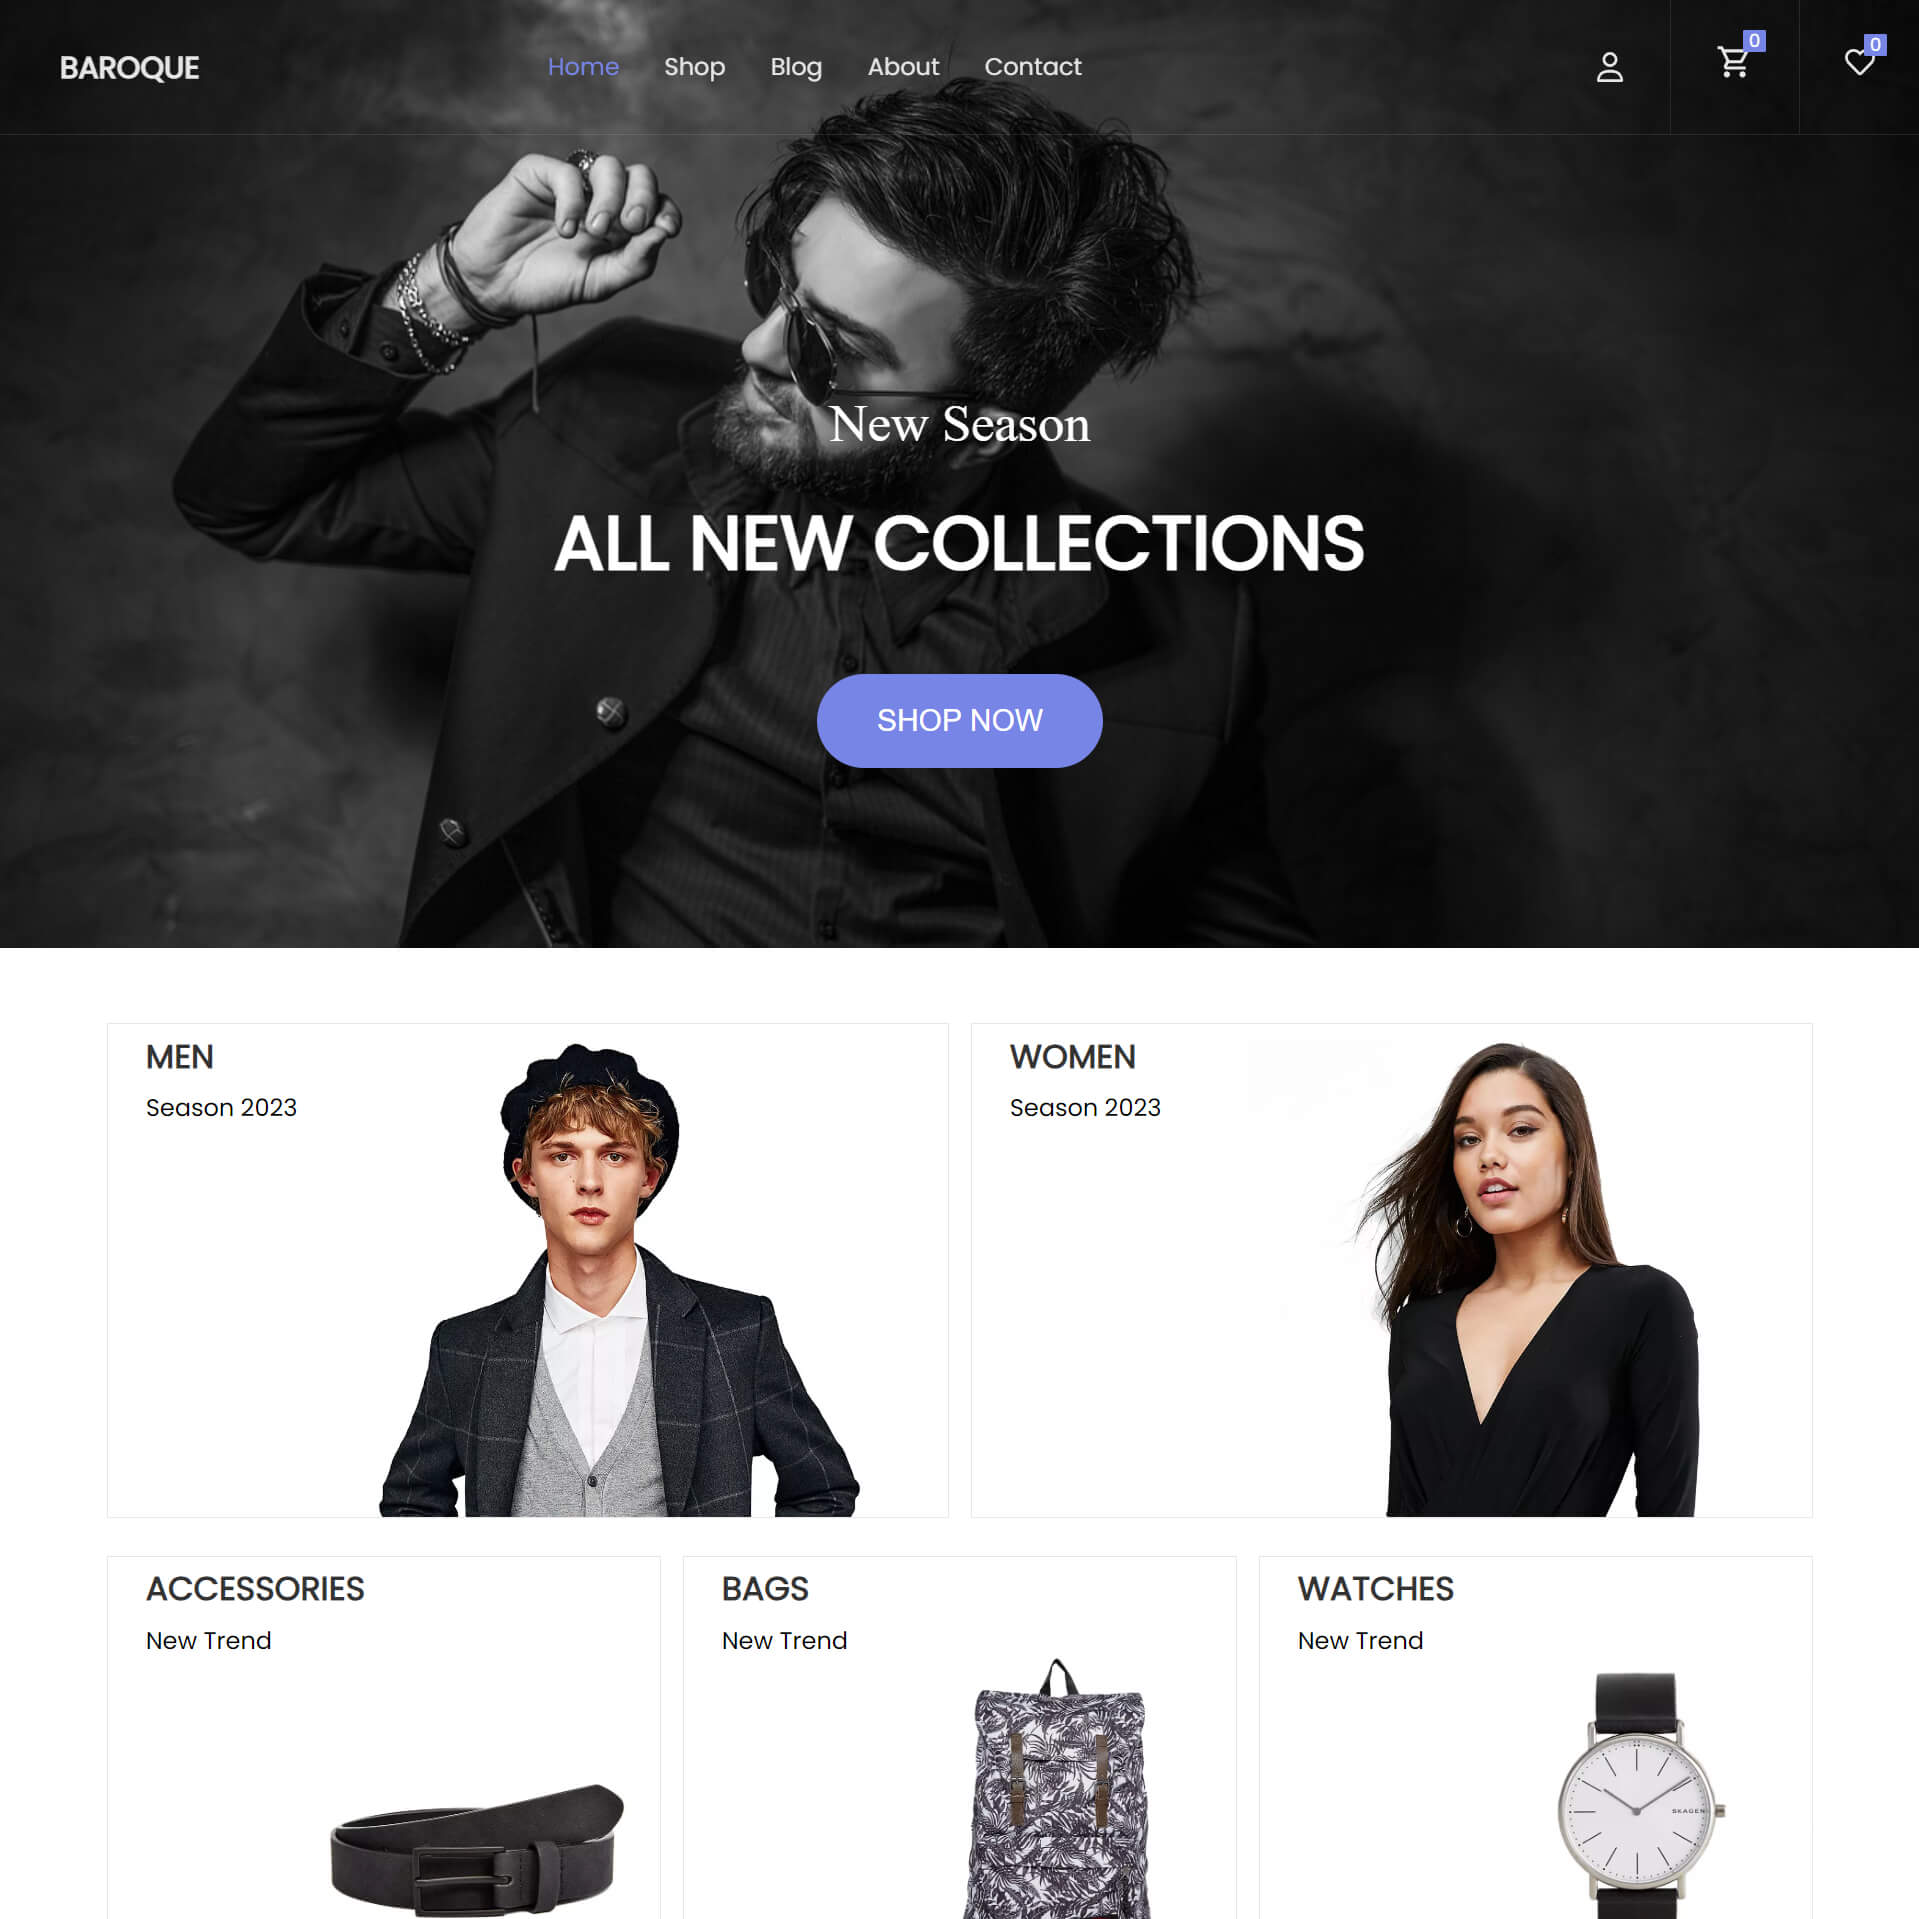 BAROQUE
Home Shop Blog About Contact
0
0
New Season
ALL NEW COLLECTIONS
SHOP NOW
MEN
Season 2023
WOMEN
Season 2023
ACCESSORIES
New Trend
BAGS
New Trend
WATCHES
New Trend
SKAGEN